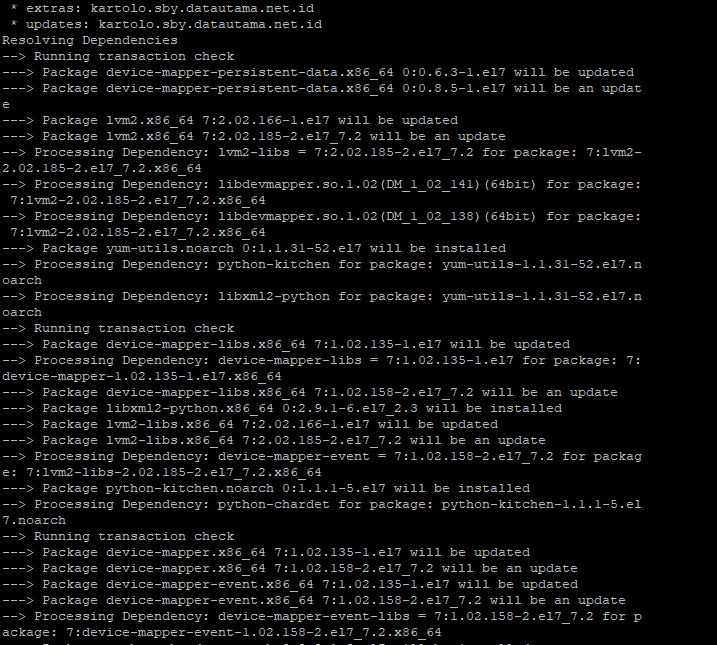 * extras: kartolo.sby.datautama.net.id
 * updates: kartolo.sby.datautama.net.id
Resolving Dependencies
--> Running transaction check
---> Package device-mapper-persistent-data.x86_64 0:0.6.3-1.el7 will be updated
---> Package device-mapper-persistent-data.x86_64 0:0.8.5-1.el7 will be an updat
e
---> Package lvm2.x86_64 7:2.02.166-1.el7 will be updated
---> Package lvm2.x86_64 7:2.02.185-2.el7_7.2 will be an update
--> Processing Dependency: lvm2-libs = 7:2.02.185-2.el7_7.2 for package: 7:lvm2-
2.02.185-2.el7_7.2.x86_64
--> Processing Dependency: libdevmapper.so.1.02(DM_1_02_141)(64bit) for package:
 7:lvm2-2.02.185-2.el7_7.2.x86_64
--> Processing Dependency: libdevmapper.so.1.02(DM_1_02_138)(64bit) for package:
 7:lvm2-2.02.185-2.el7_7.2.x86_64
---> Package yum-utils.noarch 0:1.1.31-52.el7 will be installed
--> Processing Dependency: python-kitchen for package: yum-utils-1.1.31-52.el7.n
oarch
--> Processing Dependency: libxml2-python for package: yum-utils-1.1.31-52.el7.n
oarch
--> Running transaction check
---> Package device-mapper-libs.x86_64 7:1.02.135-1.el7 will be updated
--> Processing Dependency: device-mapper-libs = 7:1.02.135-1.el7 for package: 7:
device-mapper-1.02.135-1.el7.x86_64
---> Package device-mapper-libs.x86_64 7:1.02.158-2.el7_7.2 will be an update
---> Package libxml2-python.x86_64 0:2.9.1-6.el7_2.3 will be installed
---> Package lvm2-libs.x86_64 7:2.02.166-1.el7 will be updated
---> Package lvm2-libs.x86_64 7:2.02.185-2.el7_7.2 will be an update
--> Processing Dependency: device-mapper-event = 7:1.02.158-2.el7_7.2 for packag
e: 7:lvm2-libs-2.02.185-2.el7_7.2.x86_64
---> Package python-kitchen.noarch 0:1.1.1-5.el7 will be installed
--> Processing Dependency: python-chardet for package: python-kitchen-1.1.1-5.el
7.noarch
--> Running transaction check
---> Package device-mapper.x86_64 7:1.02.135-1.el7 will be updated
---> Package device-mapper.x86_64 7:1.02.158-2.el7_7.2 will be an update
---> Package device-mapper-event.x86_64 7:1.02.135-1.el7 will be updated
---> Package device-mapper-event.x86_64 7:1.02.158-2.el7_7.2 will be an update
--> Processing Dependency: device-mapper-event-libs = 7:1.02.158-2.el7_7.2 for p
ackage: 7:device-mapper-event-1.02.158-2.el7_7.2.x86_64